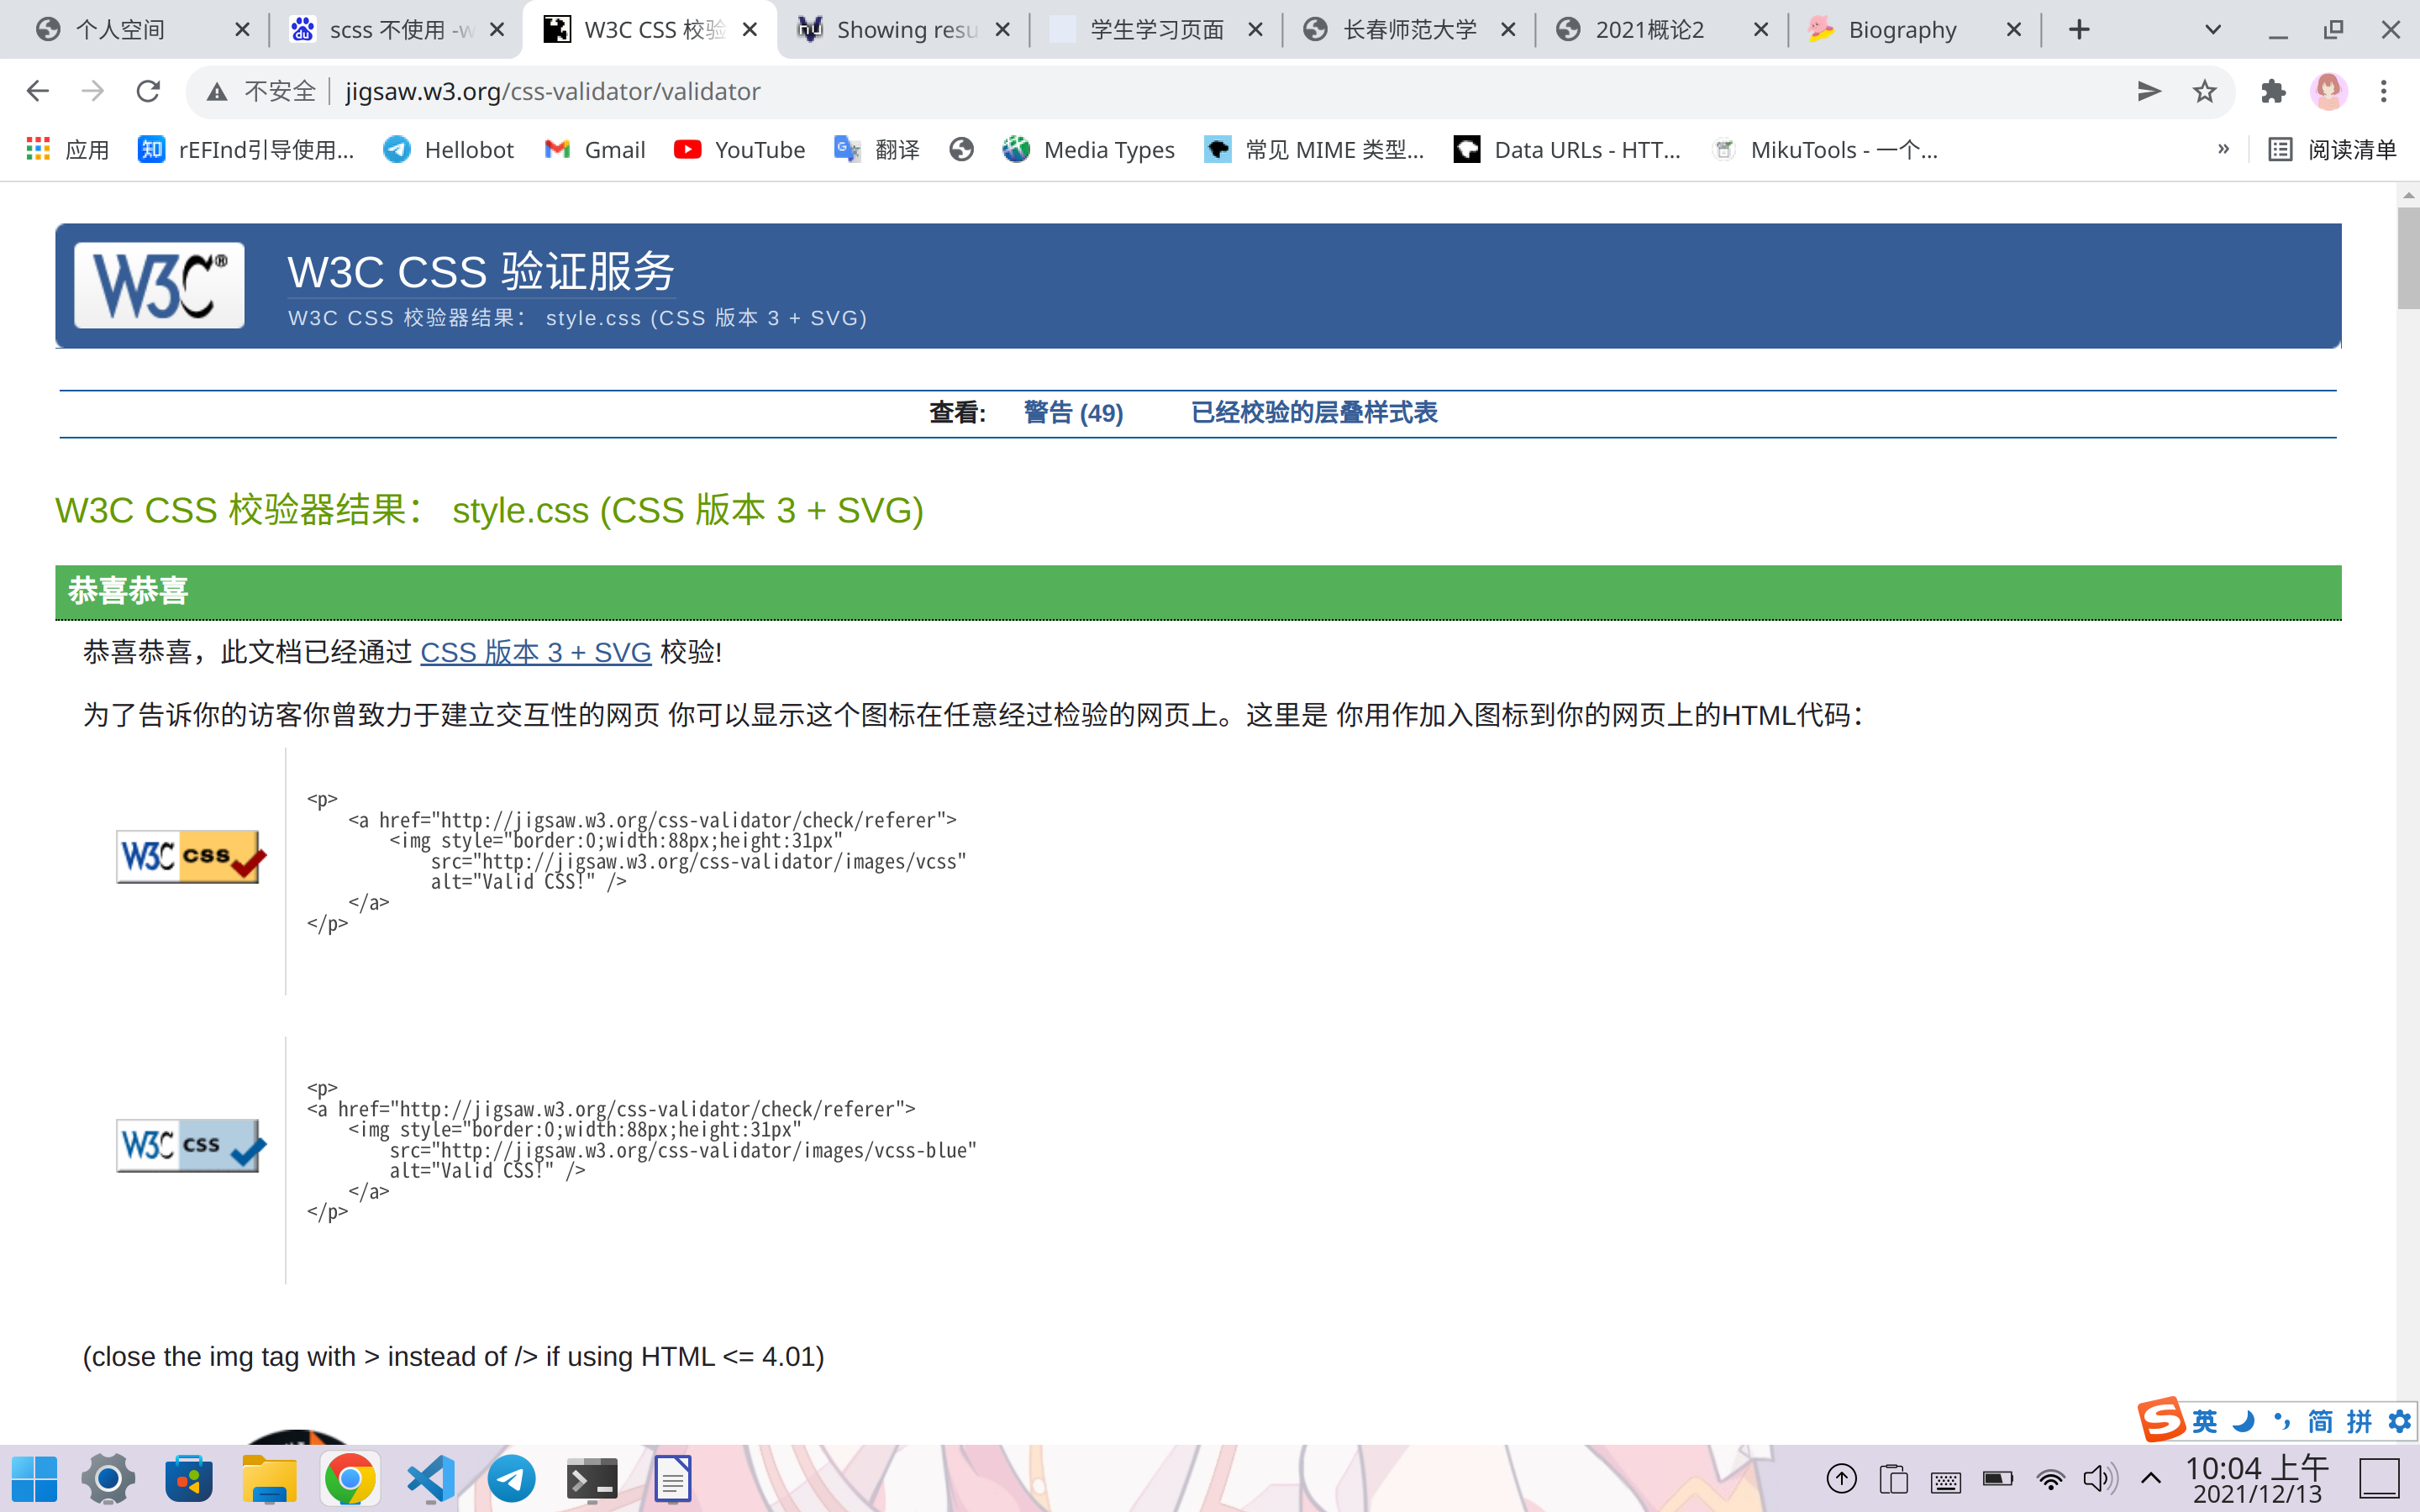 个人空间
scss 不使用 -w
W3C CSS 校验
Showing resu
学生学习页面
长春师范大学
2021概论2
Biography
不安全 jigsaw.w3.org/css-validator/validator
应用
知 rEFInd引导使用...
Hellobot
Gmail
YouTube
翻译
Media Types
常见 MIME 类型...
Data URLs - HTT...
MikuTools - 一个...
»
阅读清单
W3C®
W3C CSS 验证服务
W3C CSS 校验器结果： style.css (CSS 版本 3 + SVG)
查看: 警告 (49) 已经校验的层叠样式表
W3C CSS 校验器结果： style.css (CSS 版本 3 + SVG)
恭喜恭喜
恭喜恭喜，此文档已经通过 CSS 版本 3 + SVG 校验!
为了告诉你的访客你曾致力于建立交互性的网页 你可以显示这个图标在任意经过检验的网页上。这里是 你用作加入图标到你的网页上的HTML代码：
W3C css
<p>
<a href="http://jigsaw.w3.org/css-validator/check/referer">
<img style="border:0;width:88px;height:31px"
src="http://jigsaw.w3.org/css-validator/images/vcss"
alt="Valid CSS!" />
</a>
</p>
W3C css
<p>
<a href="http://jigsaw.w3.org/css-validator/check/referer">
<img style="border:0;width:88px;height:31px"
src="http://jigsaw.w3.org/css-validator/images/vcss-blue"
alt="Valid CSS!" />
</a>
</p>
(close the img tag with > instead of /> if using HTML <= 4.01)
英 简 拼
10:04 上午
2021/12/13